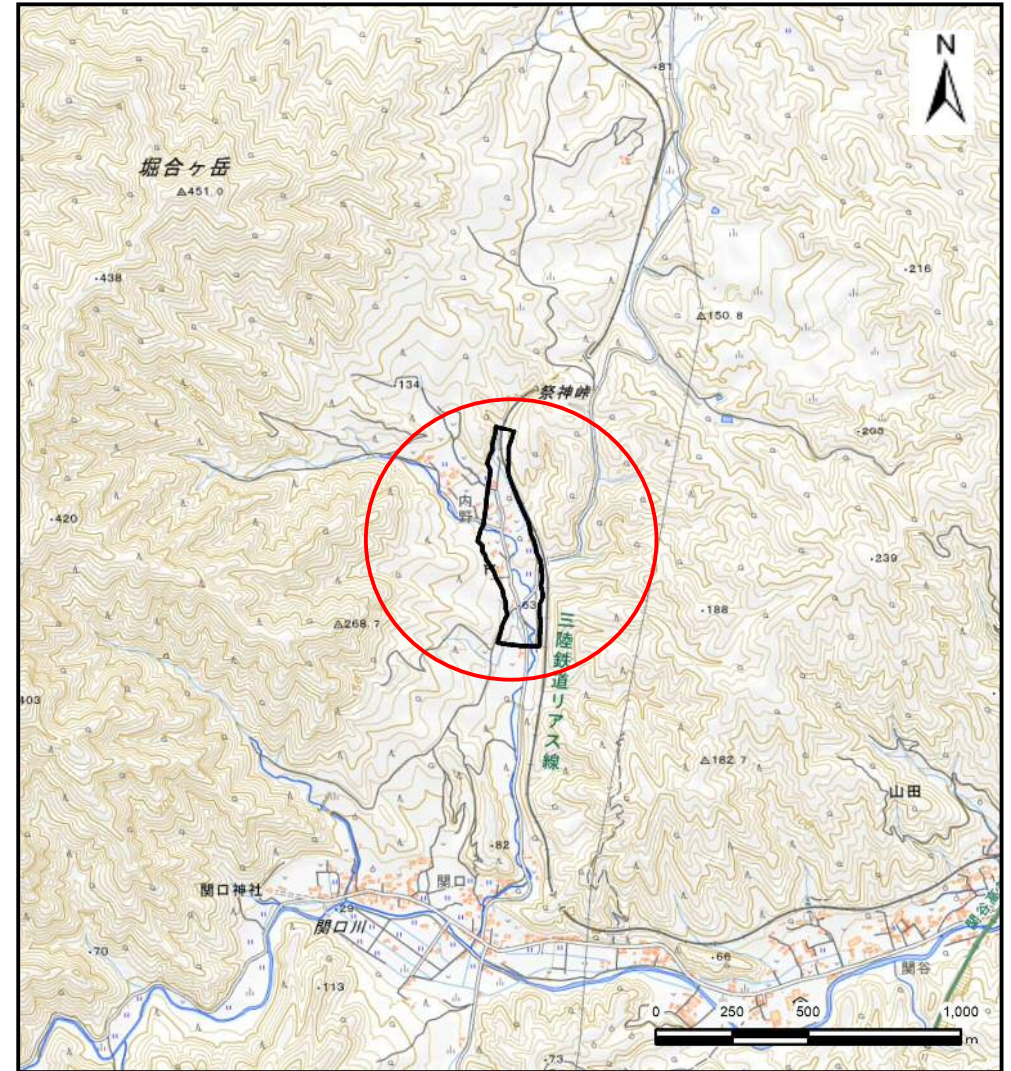 N
・81
堀合ヶ岳
△451.0
・438
・216
△150.8
・134
祭神峠
・203
内野
・420
・239
・63
・188
△268.7
三陸鉄道リアス線
403
△182.7
山田
・82
関口神社
関口
・29
関口川
・70
・66
関谷
・113
0 250 500 1,000
m
・73